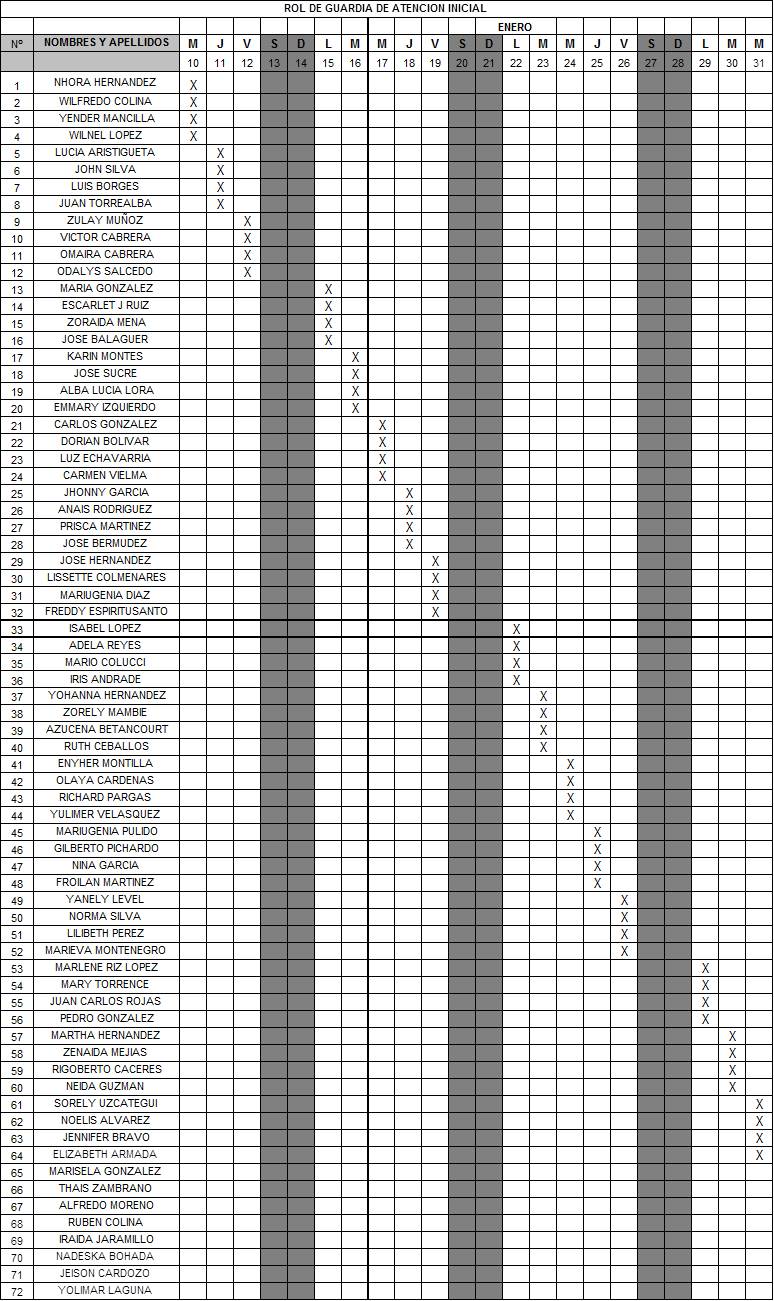 ROL DE GUARDIA DE ATENCION INICIAL
ENERO
Nº NOMBRES Y APELLIDOS M J V S D L M M J V S D L M M J V S D L M M
10 11 12 13 14 15 16 17 18 19 20 21 22 23 24 25 26 27 28 29 30 31
1 NHORA HERNANDEZ X
2 WILFREDO COLINA X
3 YENDER MANCILLA X
4 WILNEL LOPEZ X
5 LUCIA ARISTIGUETA X
6 JOHN SILVA X
7 LUIS BORGES X
8 JUAN TORREALBA X
9 ZULAY MUÑOZ X
10 VICTOR CABRERA X
11 OMAIRA CABRERA X
12 ODALYS SALCEDO X
13 MARIA GONZALEZ X
14 ESCARLET J RUIZ X
15 ZORAIDA MENA X
16 JOSE BALAGUER X
17 KARIN MONTES X
18 JOSE SUCRE X
19 ALBA LUCIA LORA X
20 EMMARY IZQUIERDO X
21 CARLOS GONZALEZ X
22 DORIAN BOLIVAR X
23 LUZ ECHAVARRIA X
24 CARMEN VIELMA X
25 JHONNY GARCIA X
26 ANAIS RODRIGUEZ X
27 PRISCA MARTINEZ X
28 JOSE BERMUDEZ X
29 JOSE HERNANDEZ X
30 LISSETTE COLMENARES X
31 MARIUGENIA DIAZ X
32 FREDDY ESPIRITUSANTO X
33 ISABEL LOPEZ X
34 ADELA REYES X
35 MARIO COLUCCI X
36 IRIS ANDRADE X
37 YOHANNA HERNANDEZ X
38 ZORELY MAMBIE X
39 AZUCENA BETANCOURT X
40 RUTH CEBALLOS X
41 ENYHER MONTILLA X
42 OLAYA CARDENAS X
43 RICHARD PARGAS X
44 YULIMER VELASQUEZ X
45 MARIUGENIA PULIDO X
46 GILBERTO PICHARDO X
47 NINA GARCIA X
48 FROILAN MARTINEZ X
49 YANELY LEVEL X
50 NORMA SILVA X
51 LILIBETH PEREZ X
52 MARIEVA MONTENEGRO X
53 MARLENE RIZ LOPEZ X
54 MARY TORRENCE X
55 JUAN CARLOS ROJAS X
56 PEDRO GONZALEZ X
57 MARTHA HERNANDEZ X
58 ZENAIDA MEJIAS X
59 RIGOBERTO CACERES X
60 NEIDA GUZMAN X
61 SORELY UZCATEGUI X
62 NOELIS ALVAREZ X
63 JENNIFER BRAVO X
64 ELIZABETH ARMADA X
65 MARISELA GONZALEZ
66 THAIS ZAMBRANO
67 ALFREDO MORENO
68 RUBEN COLINA
69 IRAIDA JARAMILLO
70 NADESKA BOHADA
71 JEISON CARDOZO
72 YOLIMAR LAGUNA